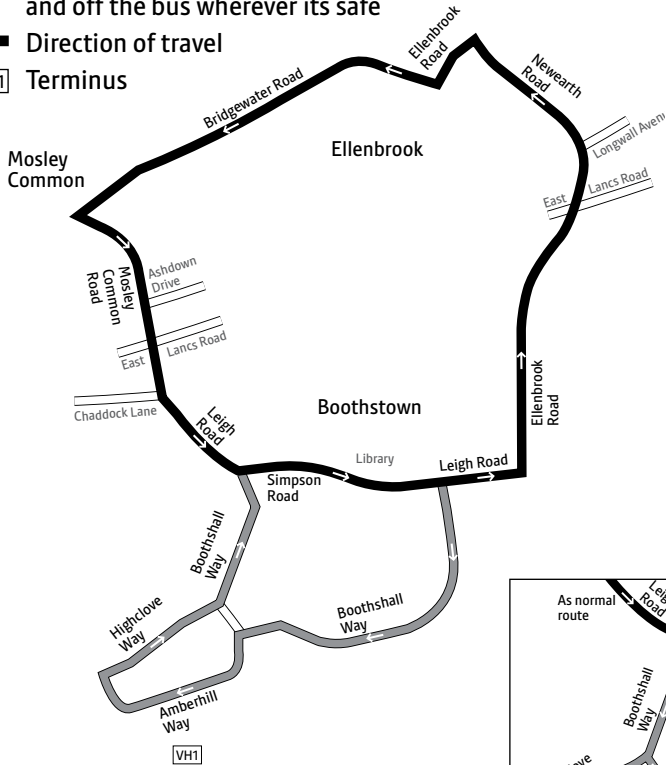 and off the bus wherever its safe
Direction of travel
Terminus
Ellenbrook
Road
Newearth
Road
Bridgewater Road
Mosley
Common
Ellenbrook
East
Lancs Road
Mosley
Common
Road
Ashdown
Drive
East
Lancs Road
Chaddock Lane
Leigh
Road
Boothstown
Ellenbrook
Road
Library
Leigh Road
Simpson
Road
Boothshall
Way
Highclove
Way
Boothshall
Way
Amberhill
Way
VH1
As normal
route
Road
Boothshall
Way